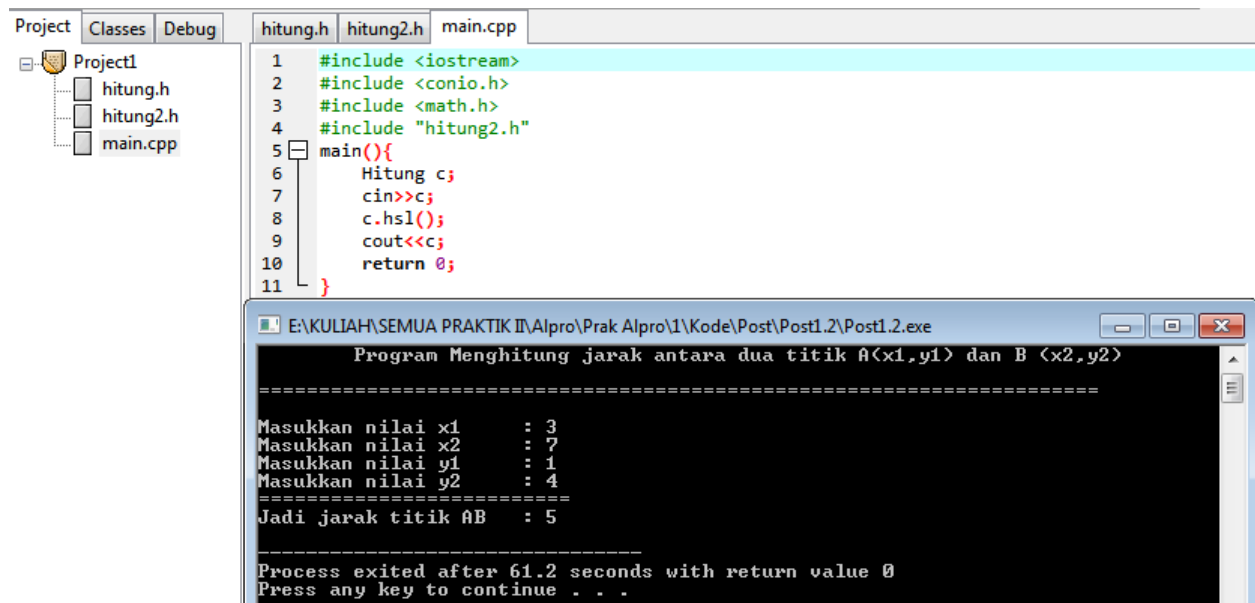 Project Classes Debug
Project1
hitung.h
hitung2.h
main.cpp
hitung.h hitung2.h main.cpp
1 #include <iostream>
2 #include <conio.h>
3 #include <math.h>
4 #include "hitung2.h"
5 main(){
6 Hitung c;
7 cin>>c;
8 c.hsl();
9 cout<<c;
10 return 0;
11 }
E:\KULIAH\SEMUA PRAKTIK II\Alpro\Prak Alpro\1\Kode\Post\Post1.2\Post1.2.exe
Program Menghitung jarak antara dua titik A(x1,y1) dan B (x2,y2)
======================================================================
Masukkan nilai x1 : 3
Masukkan nilai x2 : 7
Masukkan nilai y1 : 1
Masukkan nilai y2 : 4
==========================
Jadi jarak titik AB : 5
--------------------------------
Process exited after 61.2 seconds with return value 0
Press any key to continue . . .